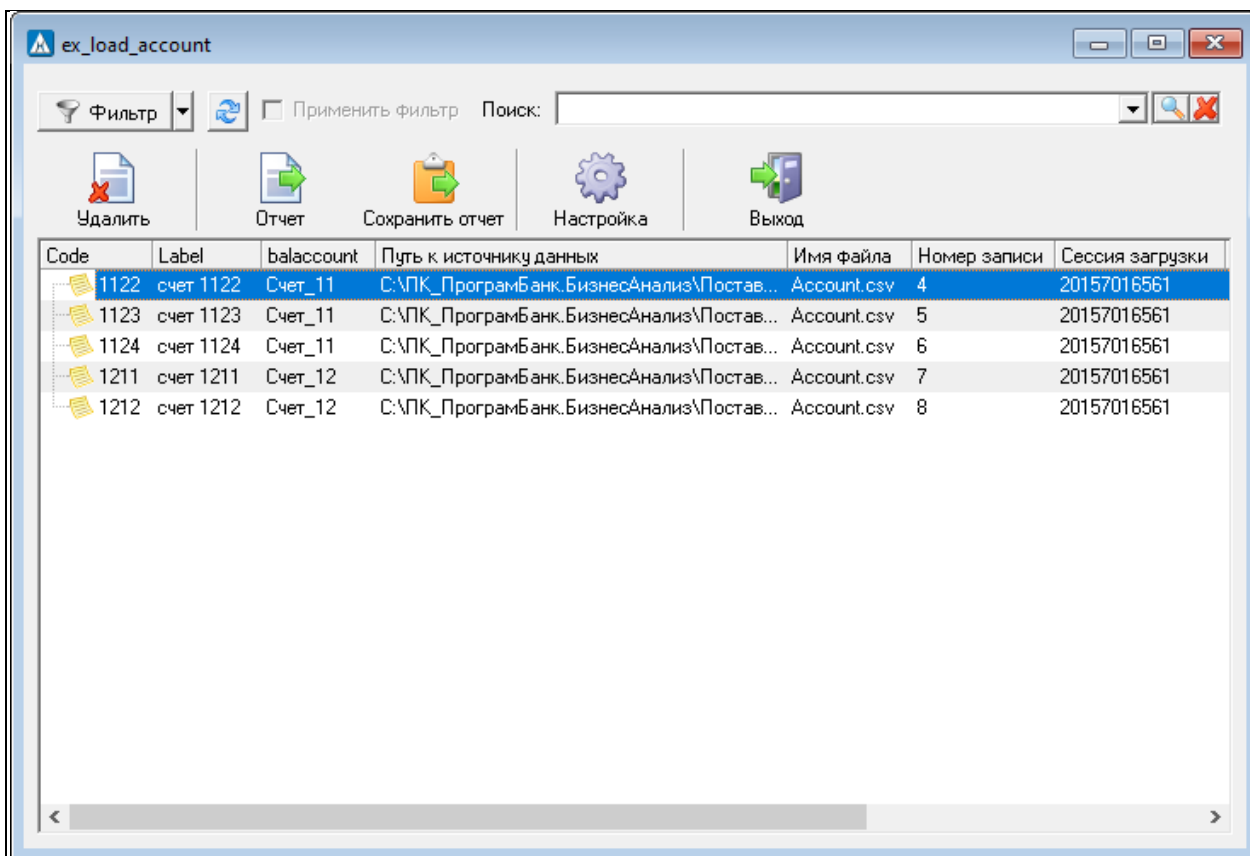 ex_load_account
Фильтр Применить фильтр Поиск:
Удалить Отчет Сохранить отчет Настройка Выход
Code Label balaccount Путь к источнику данных Имя файла Номер записи Сессия загрузки
1122 счет 1122 Счет_11 C:\ПК_ПрограмБанк.БизнесАнализ\Постав... Account.csv 4 20157016561
1123 счет 1123 Счет_11 C:\ПК_ПрограмБанк.БизнесАнализ\Постав... Account.csv 5 20157016561
1124 счет 1124 Счет_11 C:\ПК_ПрограмБанк.БизнесАнализ\Постав... Account.csv 6 20157016561
1211 счет 1211 Счет_12 C:\ПК_ПрограмБанк.БизнесАнализ\Постав... Account.csv 7 20157016561
1212 счет 1212 Счет_12 C:\ПК_ПрограмБанк.БизнесАнализ\Постав... Account.csv 8 20157016561